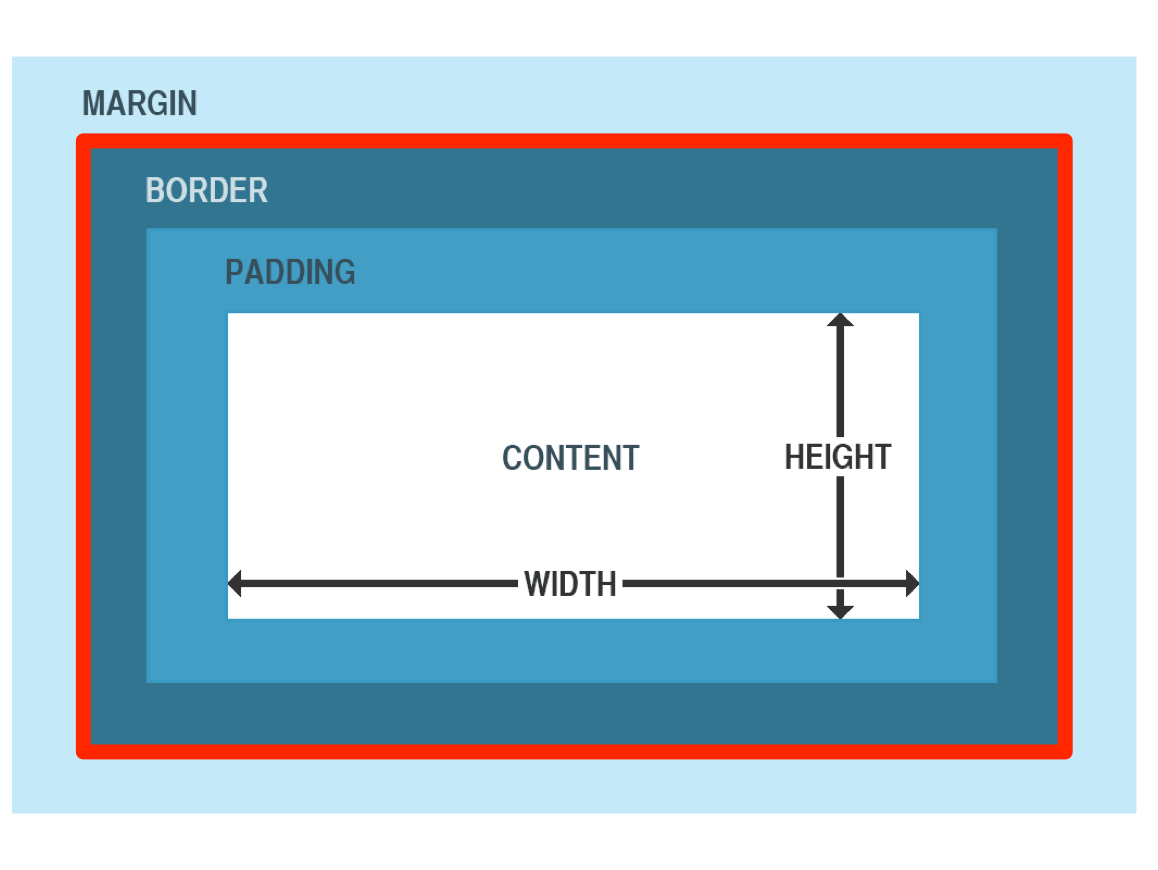 MARGIN
BORDER
PADDING
CONTENT
HEIGHT
WIDTH